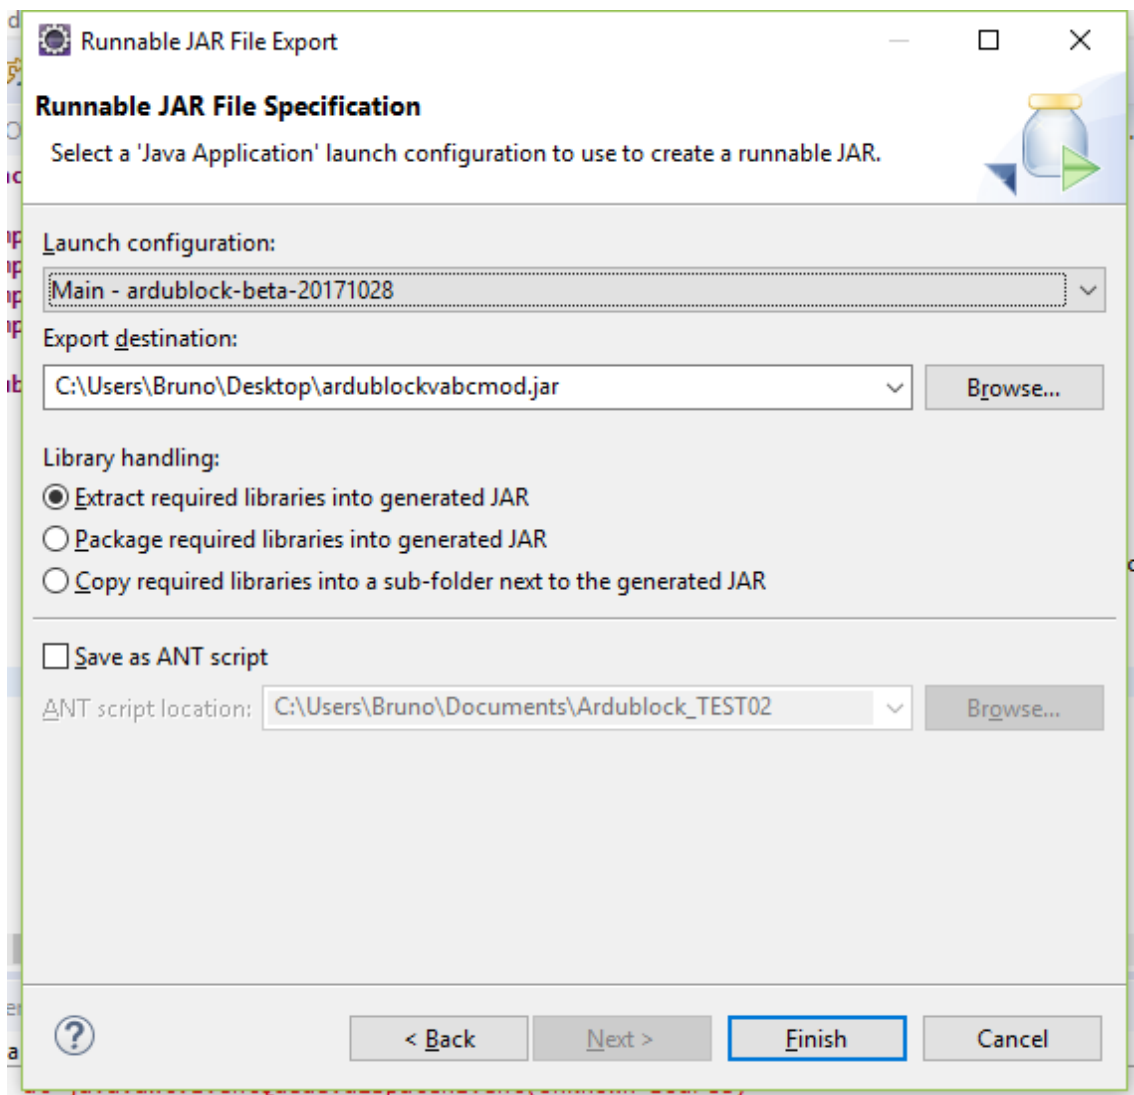 Runnable JAR File Export
Runnable JAR File Specification
Select a 'Java Application' launch configuration to use to create a runnable JAR.
Launch configuration:
Main - ardublock-beta-20171028
Export destination:
C:\Users\Bruno\Desktop\ardublockvabcmod.jar
Browse...
Library handling:
Extract required libraries into generated JAR
Package required libraries into generated JAR
Copy required libraries into a sub-folder next to the generated JAR
Save as ANT script
ANT script location: C:\Users\Bruno\Documents\Ardublock_TEST02 Browse...
? < Back Next > Finish Cancel